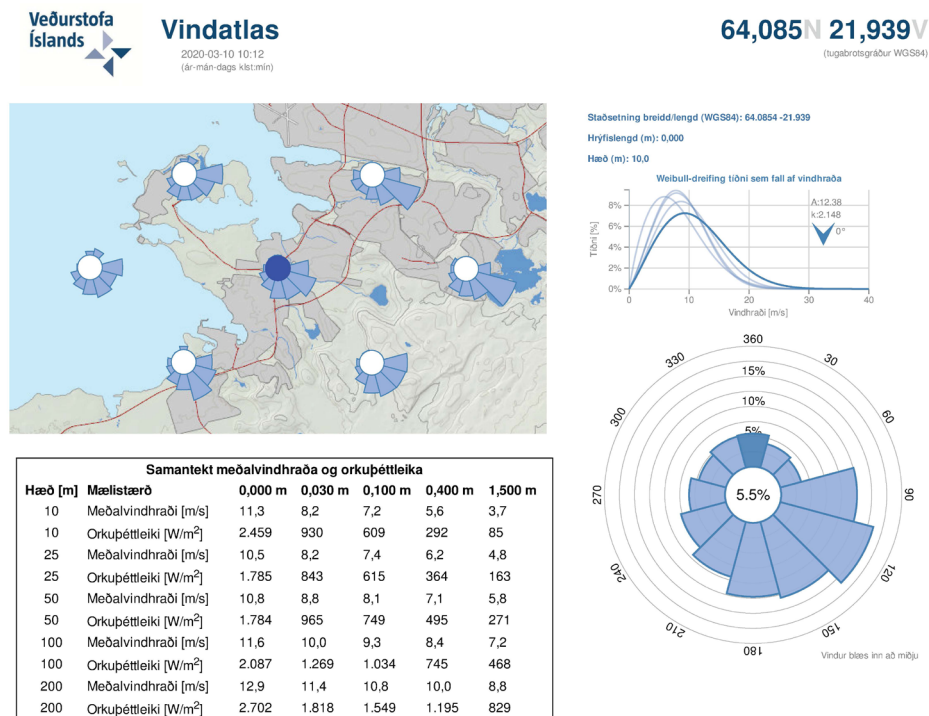 Veðurstofa
Íslands
Vindatlas
2020-03-10 10:12
(ár-mán-dags klst:mín)
64,085N 21,939V
(tugabrotsgráður WGS84)
Staðsetning breidd/lengd (WGS84): 64.0854 -21.939
Hrýfislengd (m): 0,000
Hæð (m): 10,0
Weibull-dreifing tíðni sem fall af vindhraða
A:12.38
k:2.148
0°
Tíðni [%]
8%
6%
4%
2%
0%
0 10 20 30 40
Vindhraði [m/s]
360
30
60
90
120
150
180
210
240
270
300
330
15%
10%
5%
5.5%
Vindur blæs inn að miðju
Samantekt meðalvindhraða og orkuþéttleika
Hæð [m] Mælistærð 0,000 m 0,030 m 0,100 m 0,400 m 1,500 m
10 Meðalvindhraði [m/s] 11,3 8,2 7,2 5,6 3,7
10 Orkuþéttleiki [W/m²] 2.459 930 609 292 85
25 Meðalvindhraði [m/s] 10,5 8,2 7,4 6,2 4,8
25 Orkuþéttleiki [W/m²] 1.785 843 615 364 163
50 Meðalvindhraði [m/s] 10,8 8,8 8,1 7,1 5,8
50 Orkuþéttleiki [W/m²] 1.784 965 749 495 271
100 Meðalvindhraði [m/s] 11,6 10,0 9,3 8,4 7,2
100 Orkuþéttleiki [W/m²] 2.087 1.269 1.034 745 468
200 Meðalvindhraði [m/s] 12,9 11,4 10,8 10,0 8,8
200 Orkuþéttleiki [W/m²] 2.702 1.818 1.549 1.195 829